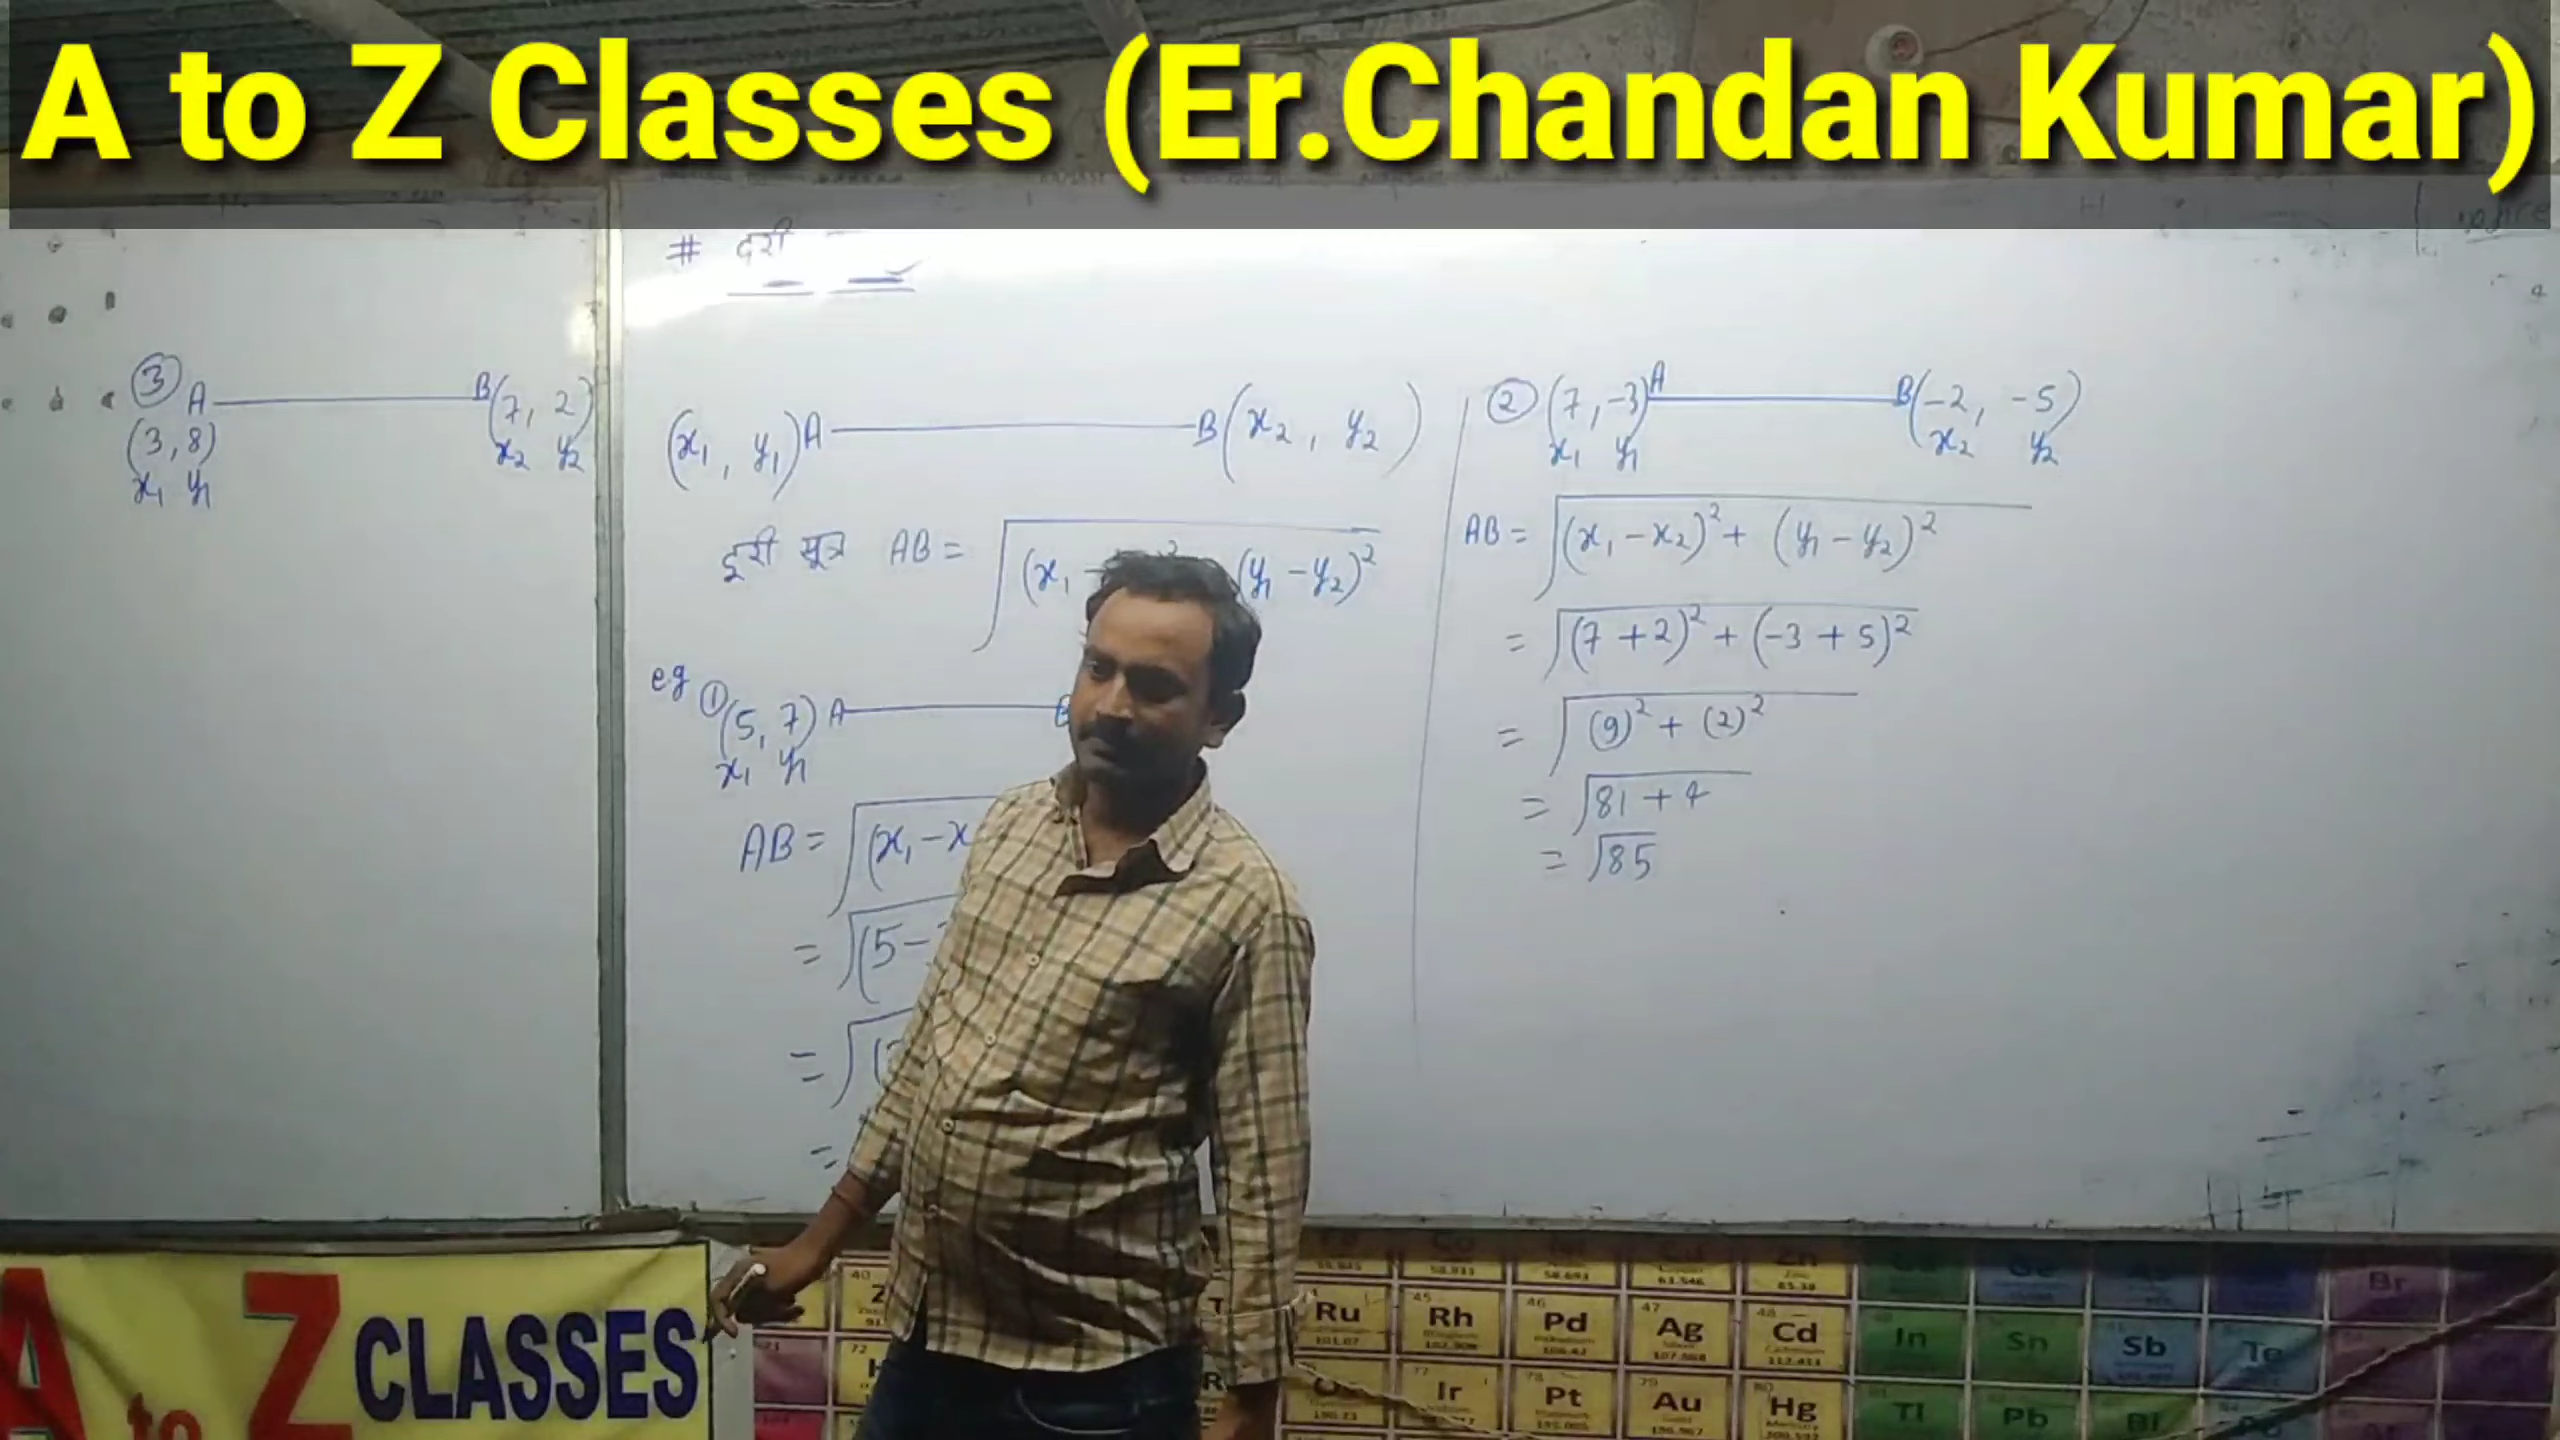 A to Z Classes (Er.Chandan Kumar)
# दूरी
③ A B(7, 2)
(3, 8) x₂ y₂
x₁ y₁
(x₁, y₁)A B(x₂, y₂)
दूरी सूत्र AB = √(x₁ - (y₁ - y₂)²
e.g ① (5, 7) A B
x₁ y₁
AB = √(x₁ - x
= √(5 -
= √(
=
② (7, -3)A B(-2, -5)
x₁ y₁ x₂ y₂
AB = √(x₁ - x₂)² + (y₁ - y₂)²
= √(7 + 2)² + (-3 + 5)²
= √(9)² + (2)²
= √81 + 4
= √85
A to Z CLASSES
Ru Rh Pd Ag Cd In Sn Sb Te
Ir Pt Au Hg Tl Pb Bi
Br